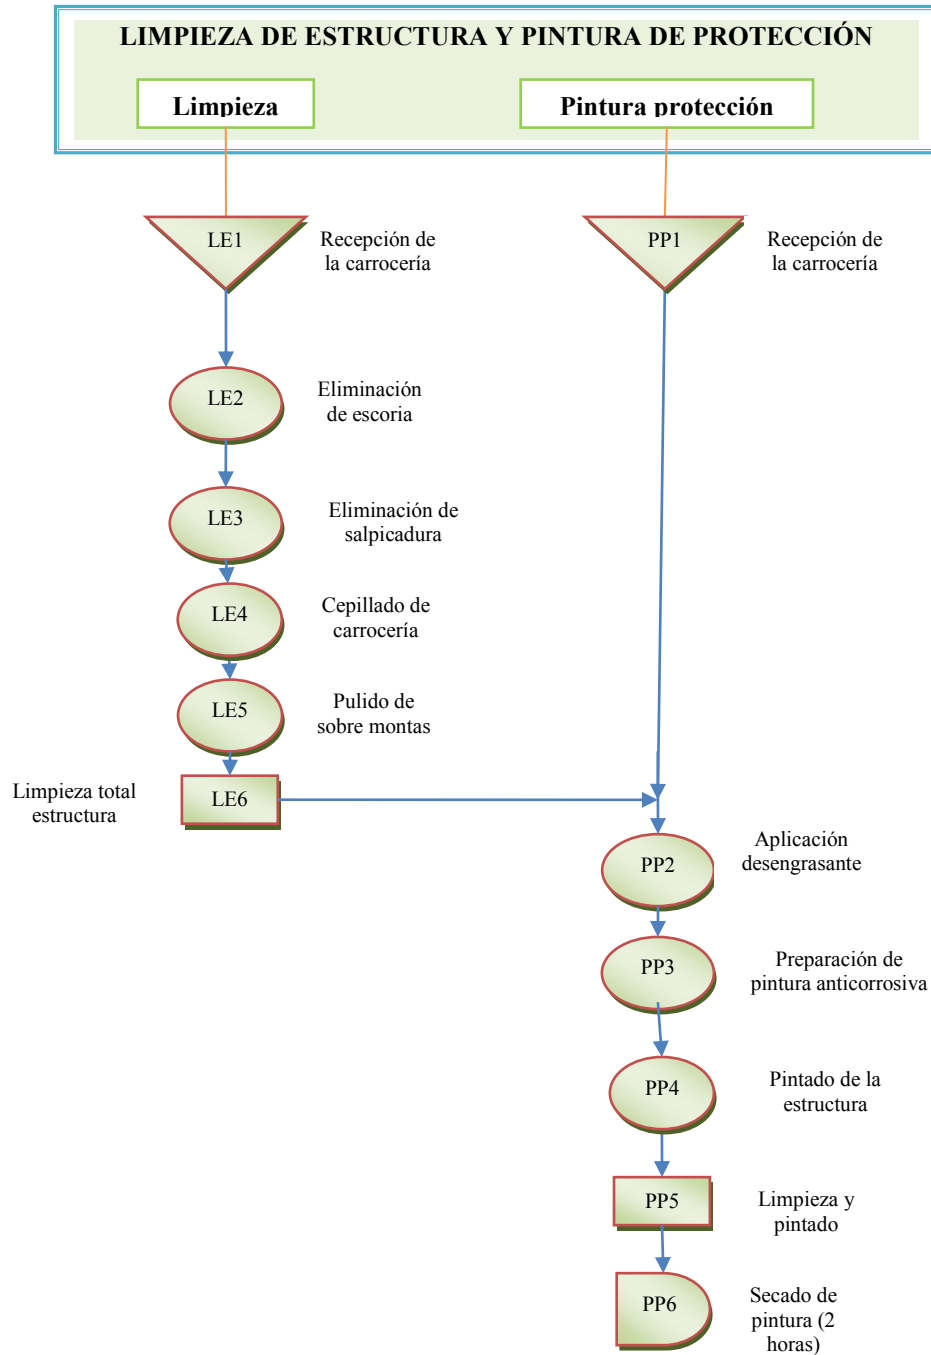 LIMPIEZA DE ESTRUCTURA Y PINTURA DE PROTECCIÓN
Limpieza
Pintura protección
LE1
Recepción de
la carrocería
PP1
Recepción de
la carrocería
LE2
Eliminación
de escoria
LE3
Eliminación de
salpicadura
LE4
Cepillado de
carrocería
LE5
Pulido de
sobre montas
Limpieza total
estructura
LE6
PP2
Aplicación
desengrasante
PP3
Preparación de
pintura anticorrosiva
PP4
Pintado de la
estructura
PP5
Limpieza y
pintado
PP6
Secado de
pintura (2
horas)